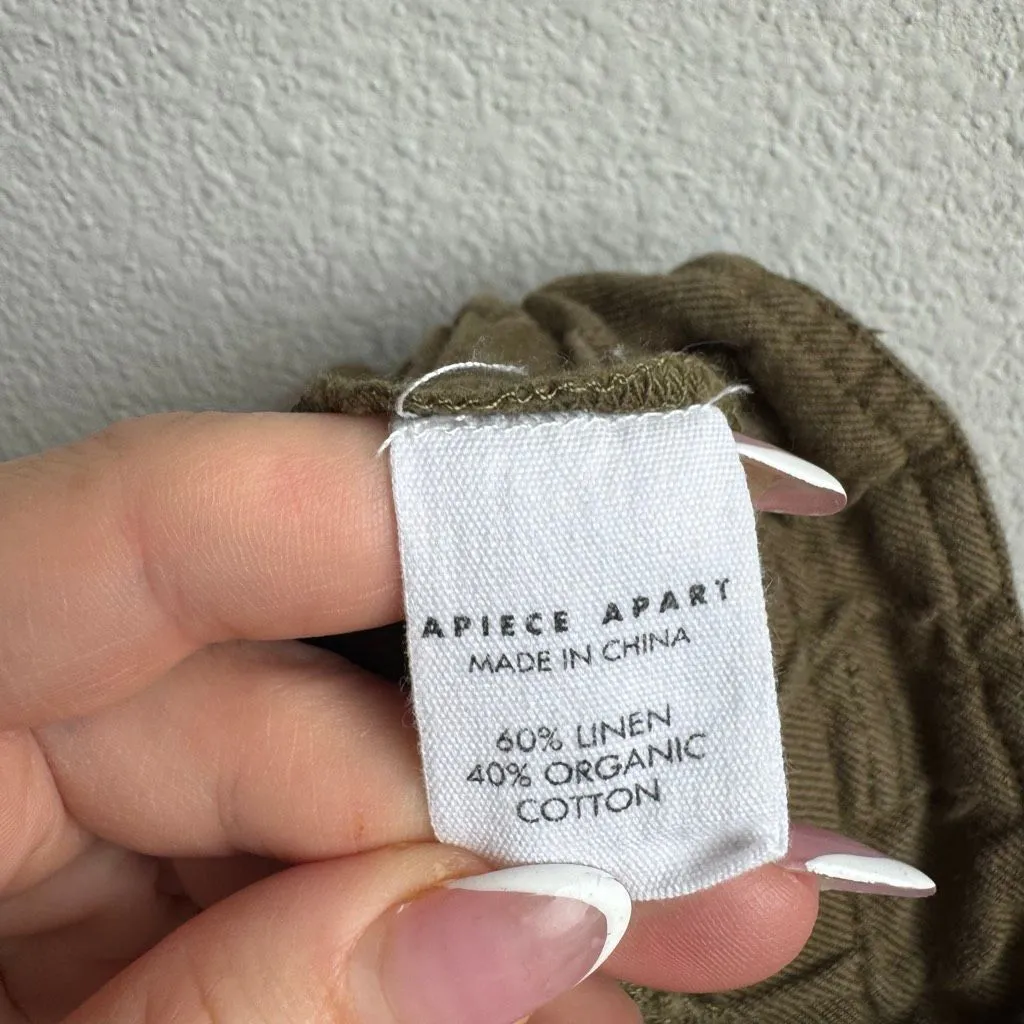 APIECE APART
MADE IN CHINA
60% LINEN
40% ORGANIC
COTTON